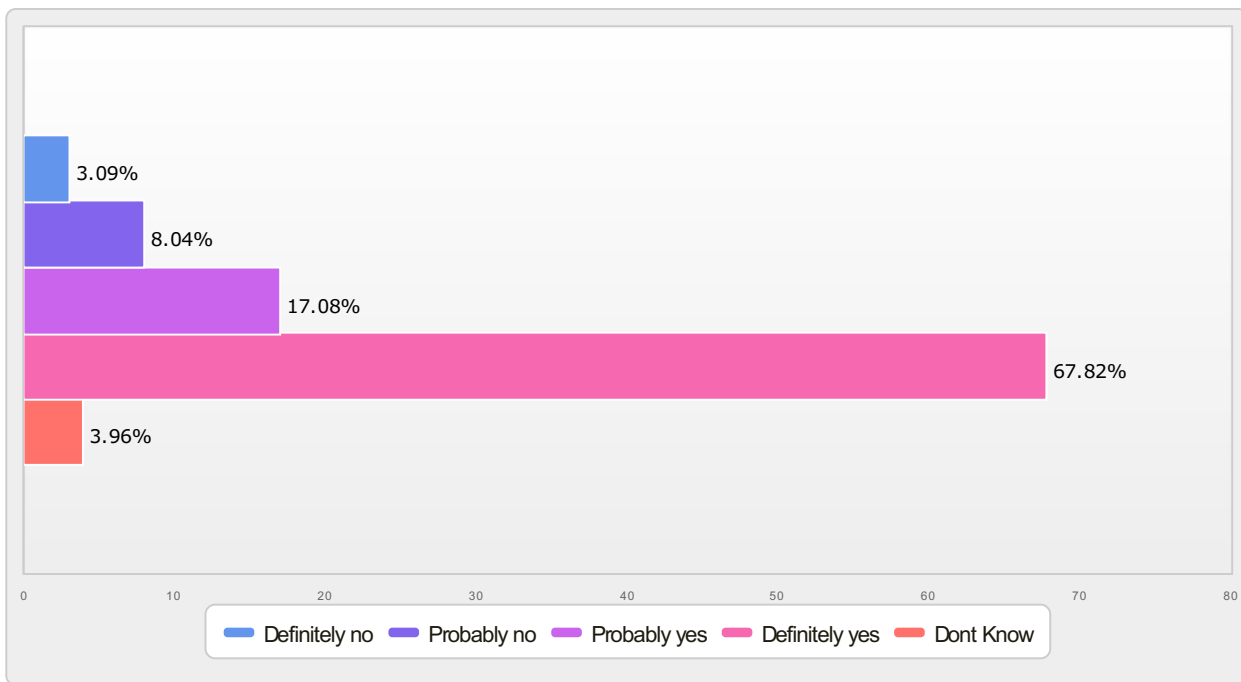 3.09%
8.04%
17.08%
67.82%
3.96%
0 10 20 30 40 50 60 70 80
Definitely no Probably no Probably yes Definitely yes Dont Know